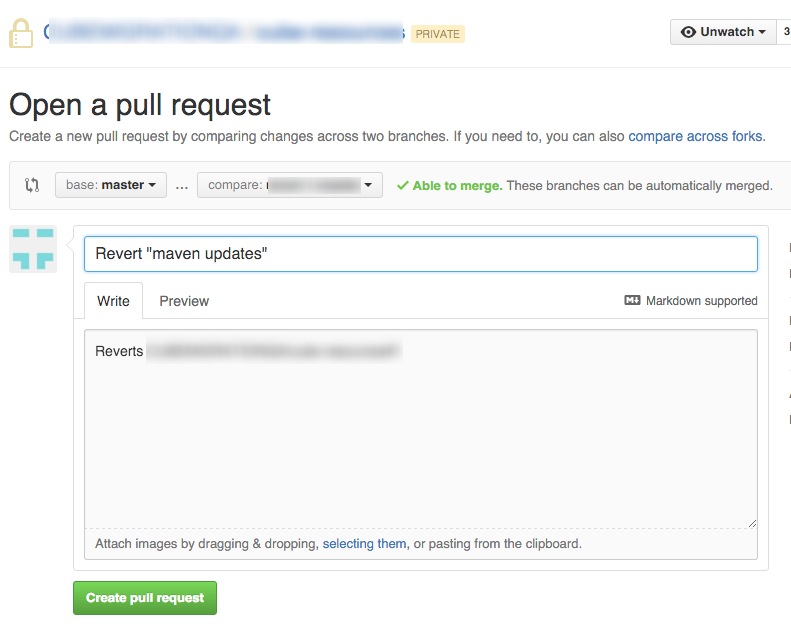 PRIVATE
Unwatch
3
Open a pull request
Create a new pull request by comparing changes across two branches. If you need to, you can also compare across forks.
base: master ... compare: ✓ Able to merge. These branches can be automatically merged.
Revert "maven updates"
Write Preview Markdown supported
Reverts
Attach images by dragging & dropping, selecting them, or pasting from the clipboard.
Create pull request